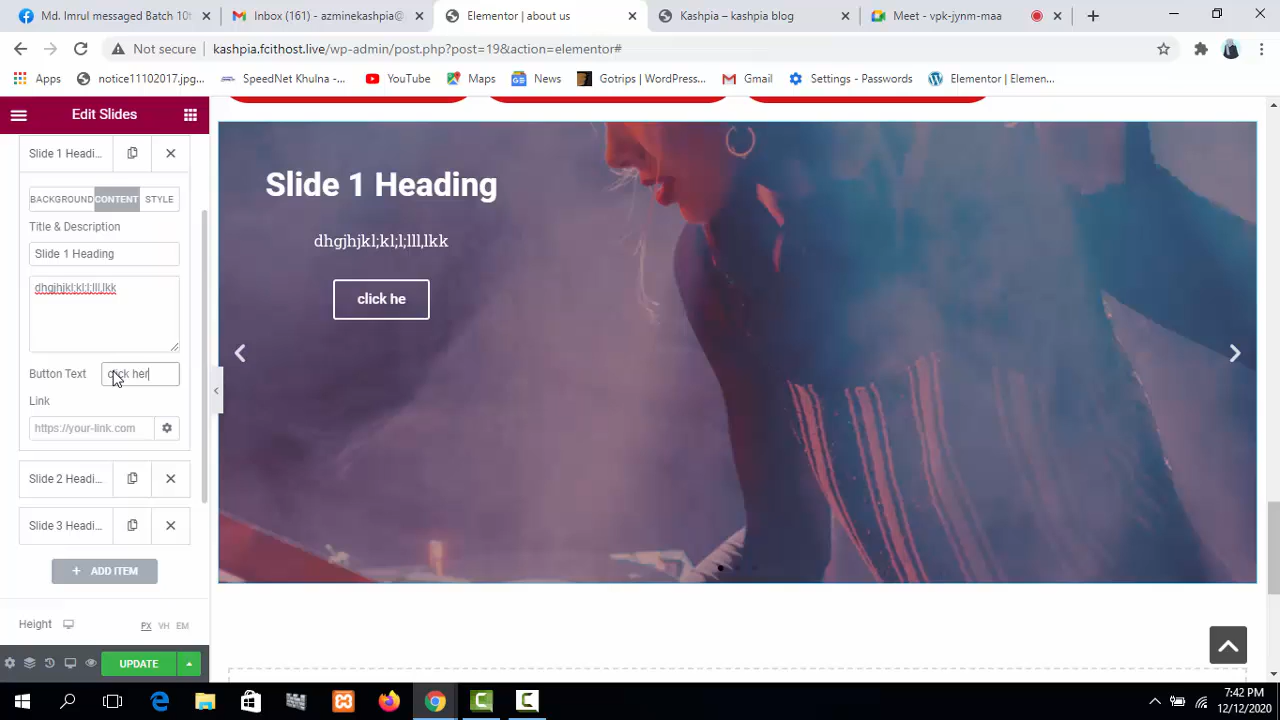 Md. Imrul messaged
Batch [
Inbox (161) – azminekashpia@
Elementor | about us
Kashpia – kashpia blog
Meet - vpk-jynm-maa
Not secure
kashpia.fcithost.live/wp-admin/post.php?post=19&action=elementor#
Apps
notice11102017.jpg...
SpeedNet Khulna -...
YouTube
Maps
News
Gotrips | WordPress...
Gmail
Settings - Passwords
Eementor | Elemen...
Edit Slides
Slide 1 Headi...
BACKGROUND
CONTENT
STYLE
Title & Description
Slide 1 Heading
dhgjhjkl;kl;l;lll,lkk
Button Text
click her
Link
https://your-link.com
Slide 2 Headi...
Slide 3 Headi...
+ ADD ITEM
Height
PX VH EM
UPDATE
Slide 1 Heading
dhgjhjkl;kl;l;lll,lkk
click he
7:42 PM
12/12/2020